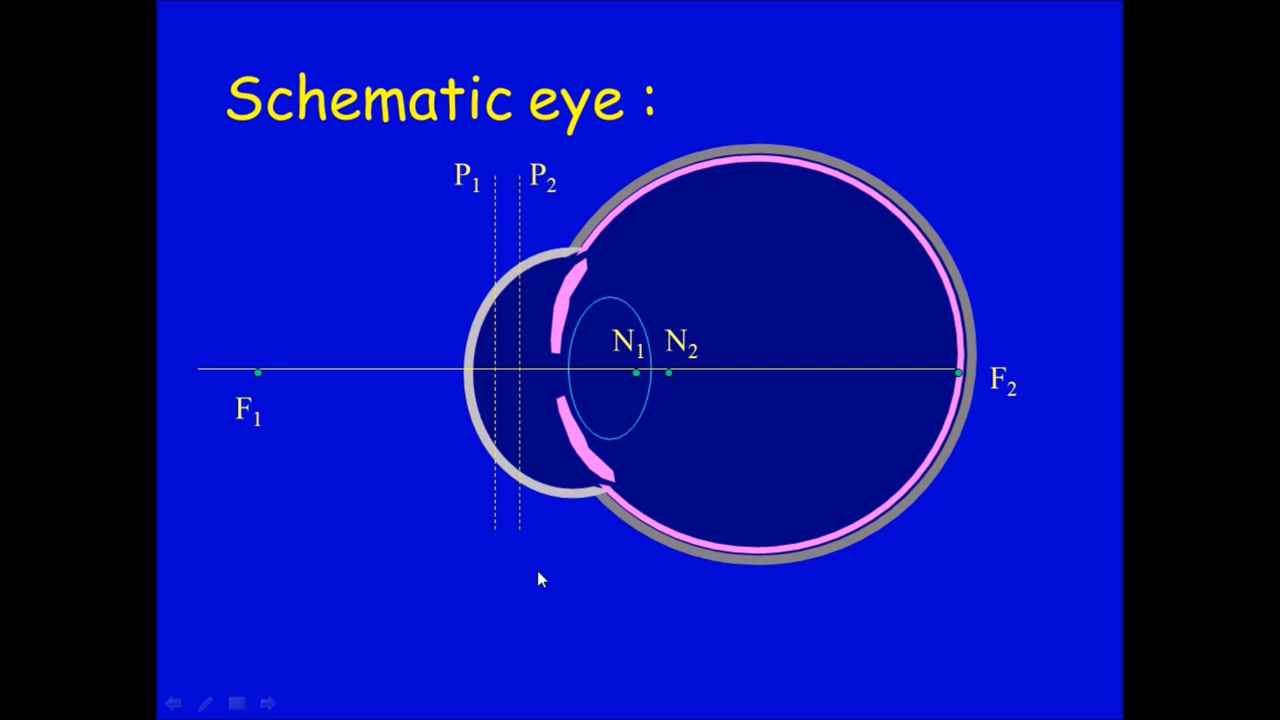 Schematic eye :
P₁ P₂
N₁ N₂
F₁
F₂